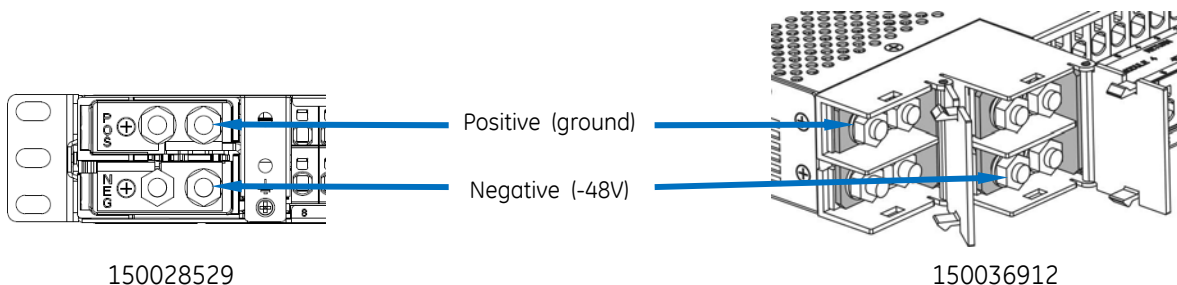 POS
Positive (ground)
NEG
Negative (-48V)
8
150028529
150036912